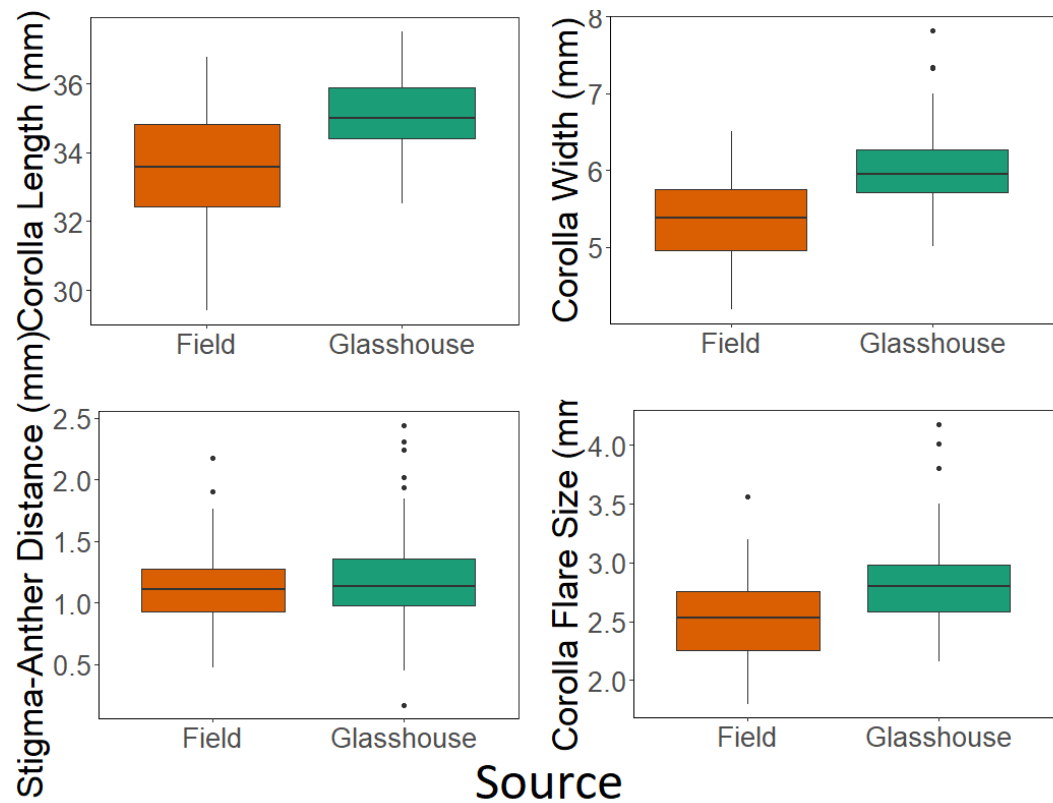 Corolla Length (mm)
36
34
32
30
Field Glasshouse
Corolla Width (mm)
8
7
6
5
Field Glasshouse
Stigma-Anther Distance (mm)
2.5
2.0
1.5
1.0
0.5
Field Glasshouse
Corolla Flare Size (mm
4.0
3.5
3.0
2.5
2.0
Field Glasshouse
Source